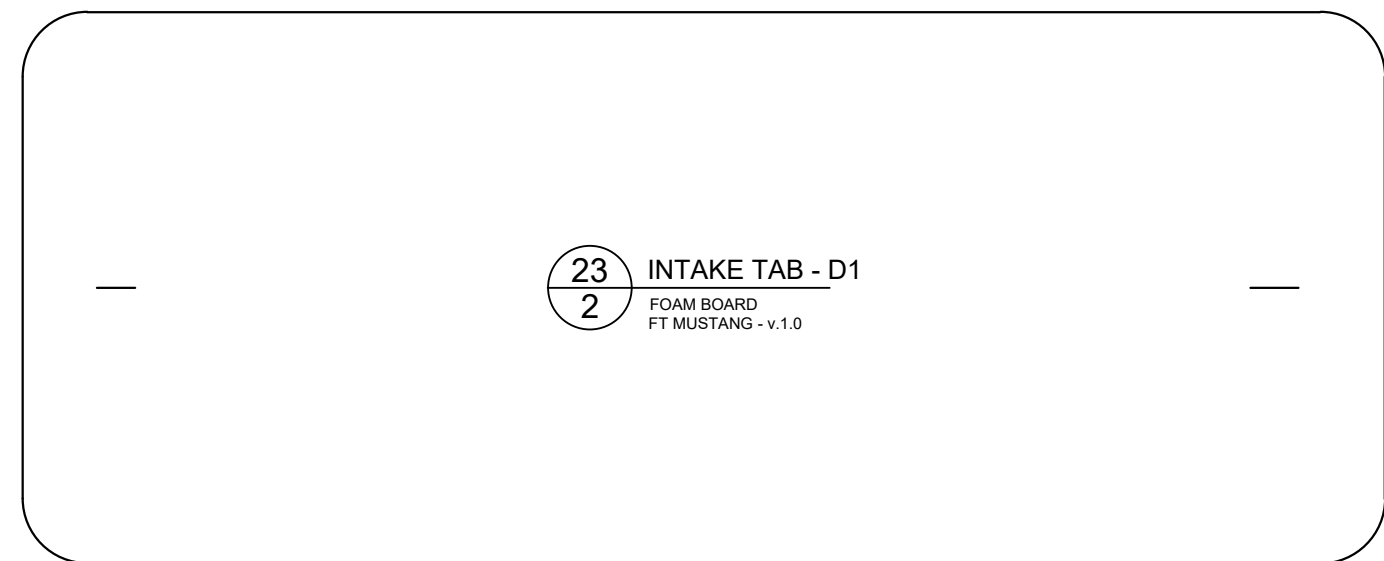 23
2
INTAKE TAB - D1
FOAM BOARD
FT MUSTANG - v.1.0